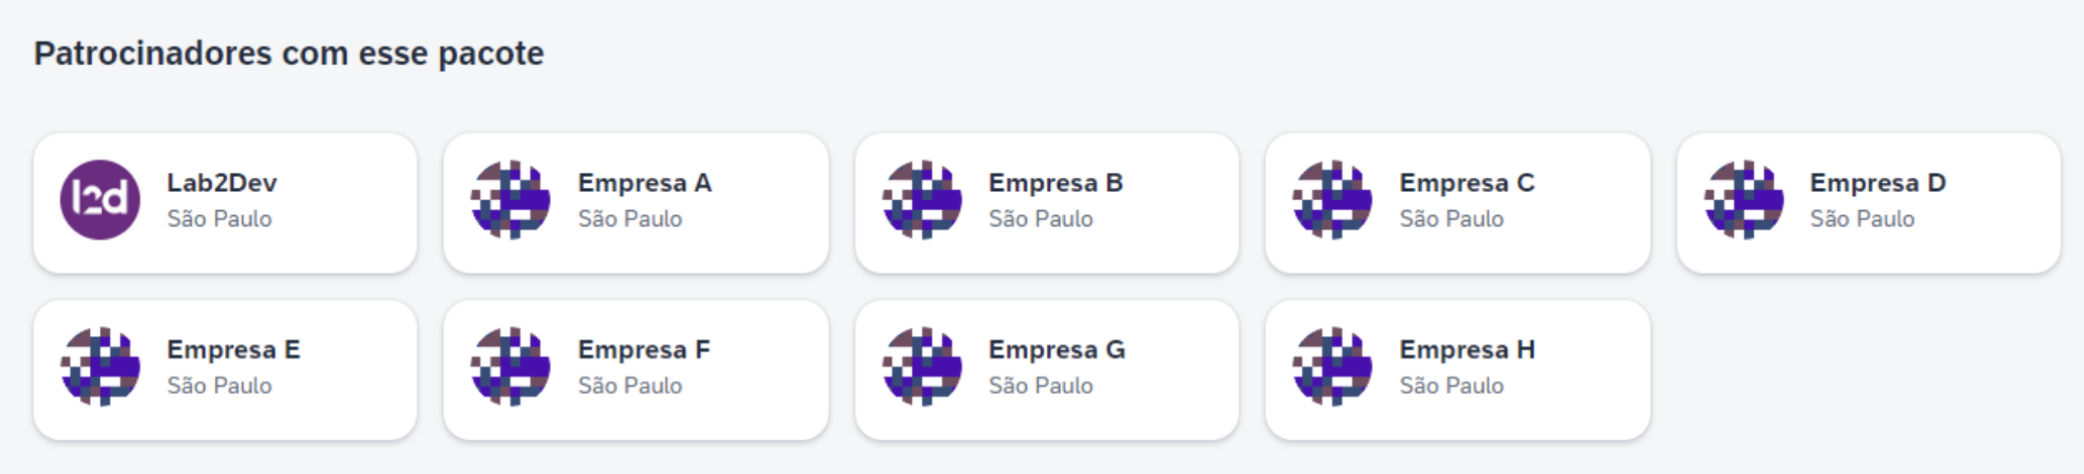 Patrocinadores com esse pacote
l2d
Lab2Dev
São Paulo
Empresa A
São Paulo
Empresa B
São Paulo
Empresa C
São Paulo
Empresa D
São Paulo
Empresa E
São Paulo
Empresa F
São Paulo
Empresa G
São Paulo
Empresa H
São Paulo